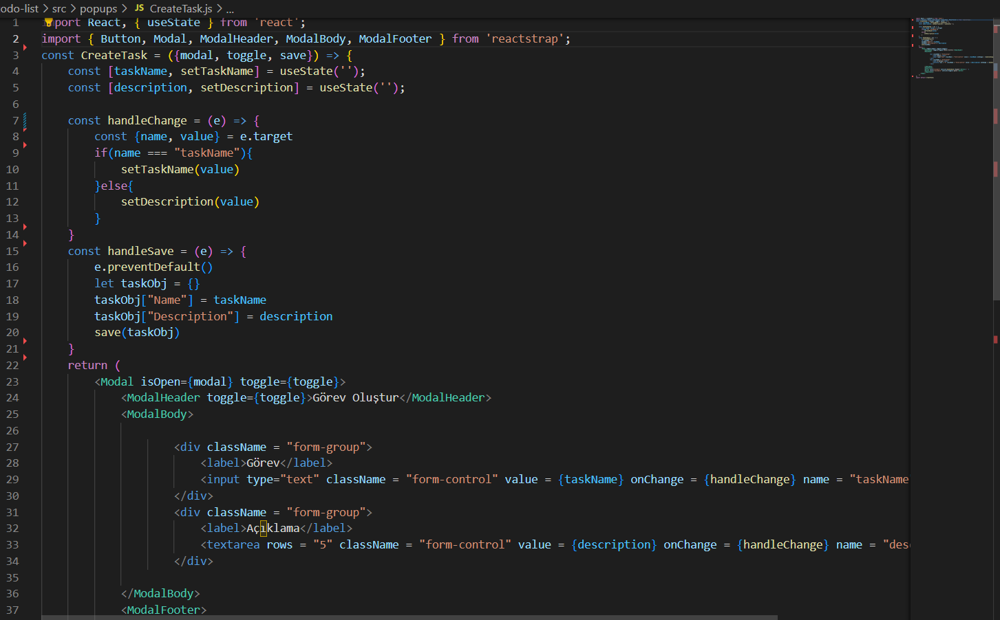 odo-list > src > popups > JS CreateTask.js > ...
1 import React, { useState } from 'react';
2 import { Button, Modal, ModalHeader, ModalBody, ModalFooter } from 'reactstrap';
3 const CreateTask = ({modal, toggle, save}) => {
4 const [taskName, setTaskName] = useState('');
5 const [description, setDescription] = useState('');
6
7 const handleChange = (e) => {
8 const {name, value} = e.target
9 if(name === "taskName"){
10 setTaskName(value)
11 }else{
12 setDescription(value)
13 }
14 }
15 const handleSave = (e) => {
16 e.preventDefault()
17 let taskObj = {}
18 taskObj["Name"] = taskName
19 taskObj["Description"] = description
20 save(taskObj)
21 }
22 return (
23 <Modal isOpen={modal} toggle={toggle}>
24 <ModalHeader toggle={toggle}>Görev Oluştur</ModalHeader>
25 <ModalBody>
26
27 <div className = "form-group">
28 <label>Görev</label>
29 <input type="text" className = "form-control" value = {taskName} onChange = {handleChange} name = "taskName
30 </div>
31 <div className = "form-group">
32 <label>Açıklama</label>
33 <textarea rows = "5" className = "form-control" value = {description} onChange = {handleChange} name = "desc
34 </div>
35
36 </ModalBody>
37 <ModalFooter>